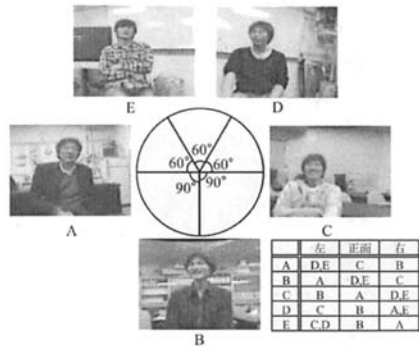 E
D
60°
60°
60°
90°
90°
A
C
B
左 正面 右
A D,E C B
B A D,E C
C B A D,E
D C B A,E
E C,D B A